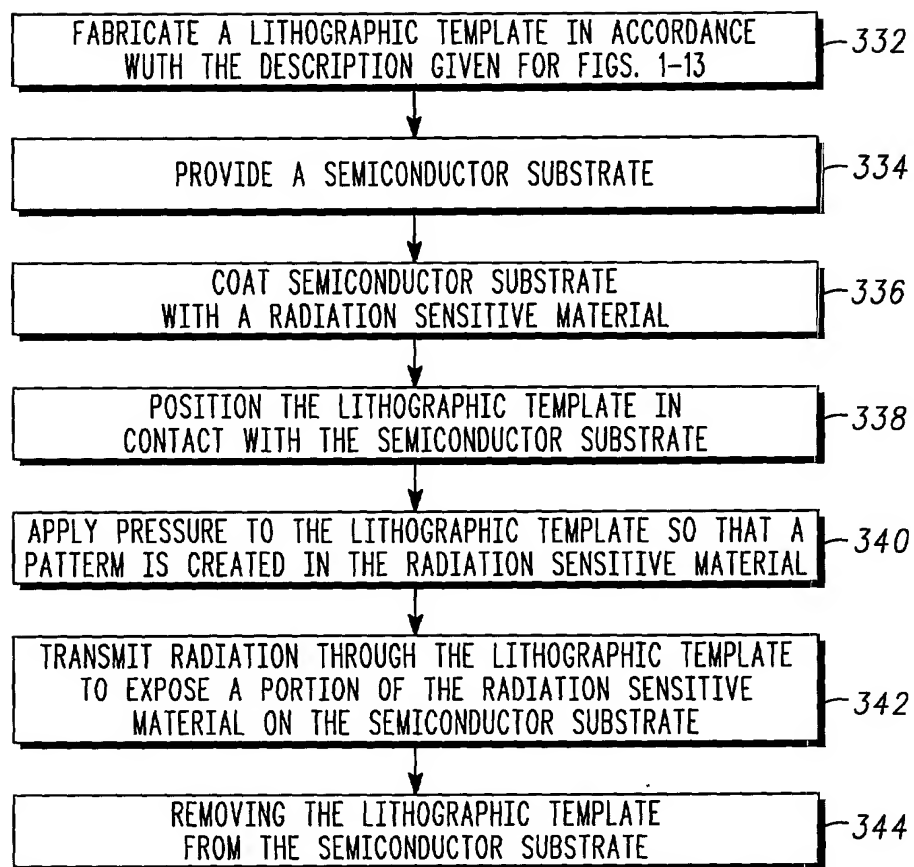 FABRICATE A LITHOGRAPHIC TEMPLATE IN ACCORDANCE
WUTH THE DESCRIPTION GIVEN FOR FIGS. 1-13
332
PROVIDE A SEMICONDUCTOR SUBSTRATE
334
COAT SEMICONDUCTOR SUBSTRATE
WITH A RADIATION SENSITIVE MATERIAL
336
POSITION THE LITHOGRAPHIC TEMPLATE IN
CONTACT WITH THE SEMICONDUCTOR SUBSTRATE
338
APPLY PRESSURE TO THE LITHOGRAPHIC TEMPLATE SO THAT A
PATTERM IS CREATED IN THE RADIATION SENSITIVE MATERIAL
340
TRANSMIT RADIATION THROUGH THE LITHOGRAPHIC TEMPLATE
TO EXPOSE A PORTION OF THE RADIATION SENSITIVE
MATERIAL ON THE SEMICONDUCTOR SUBSTRATE
342
REMOVING THE LITHOGRAPHIC TEMPLATE
FROM THE SEMICONDUCTOR SUBSTRATE
344